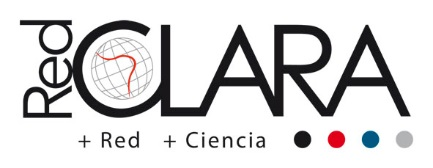 Red CLARA
+ Red + Ciencia